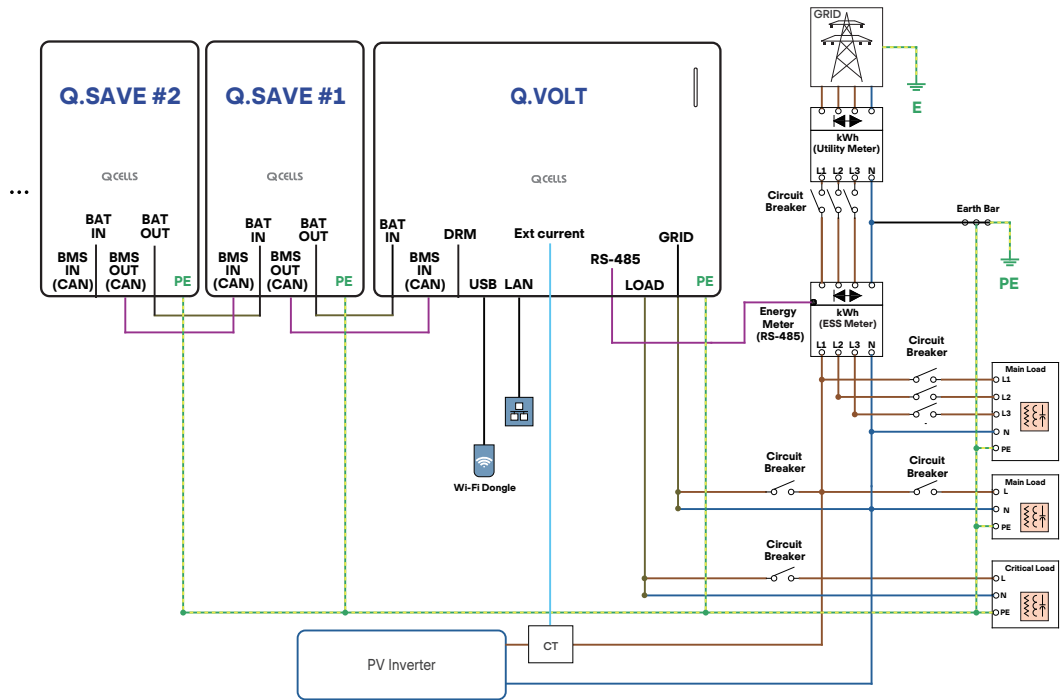 GRID
E
Q.SAVE #2
Q.SAVE #1
Q.VOLT
kWh
(Utility Meter)
L1 L2 L3 N
QCELLS
QCELLS
QCELLS
...
Circuit
Breaker
Earth Bar
PE
BAT
IN
BAT
OUT
BMS
IN
(CAN)
BMS
OUT
(CAN)
PE
BAT
IN
BAT
OUT
BMS
IN
(CAN)
BMS
OUT
(CAN)
PE
BAT
IN
BMS
IN
(CAN)
DRM
USB LAN
Ext current
RS-485
LOAD
GRID
PE
Energy
Meter
(RS-485)
kWh
(ESS Meter)
L1 L2 L3 N
Circuit
Breaker
Main Load
L1
L2
L3
N
PE
Wi-Fi Dongle
Circuit
Breaker
Circuit
Breaker
Main Load
L
N
PE
Circuit
Breaker
Critical Load
L
N
PE
CT
PV Inverter